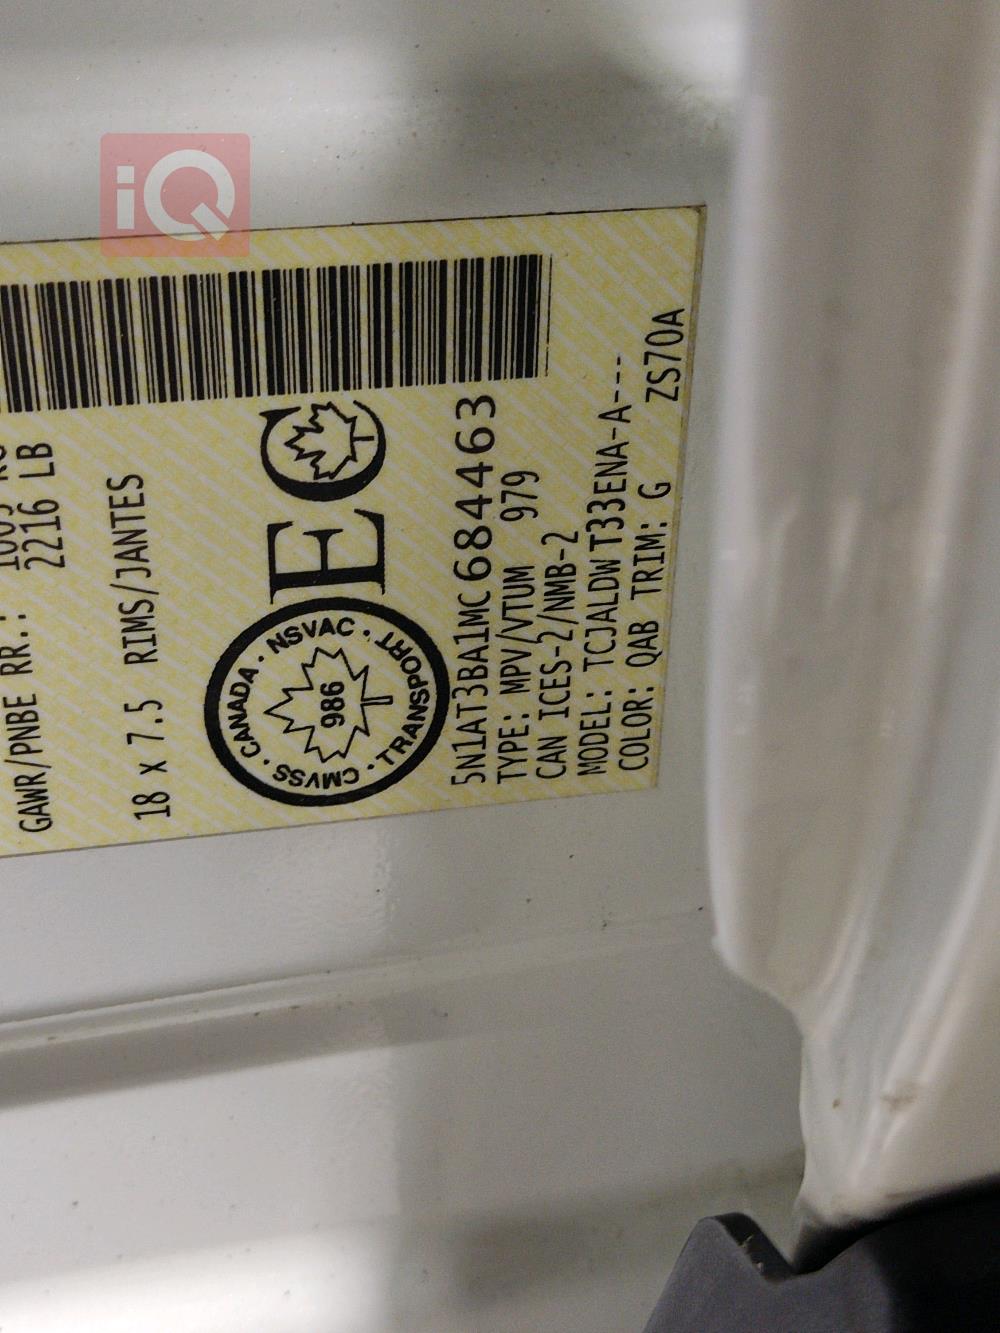 iQ
2216 LB
GAWR/PNBE RR.:
18 x 7.5 RIMS/JANTES
EC
CANADA · NSVAC · TRANSPORT · CMVSS ·
986
5N1AT3BA1MC684463
TYPE: MPV/VTUM 979
CAN ICES-2/NMB-2
MODEL: TCJALDWT33ENA-A---
COLOR: QAB TRIM: G ZS70A